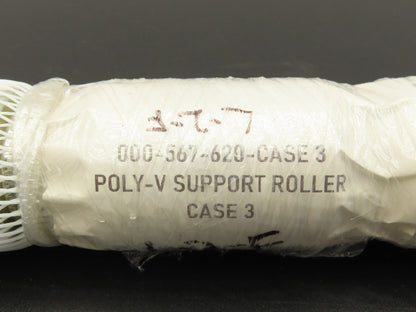 000-567-620-CASE 3
POLY-V SUPPORT ROLLER
CASE 3